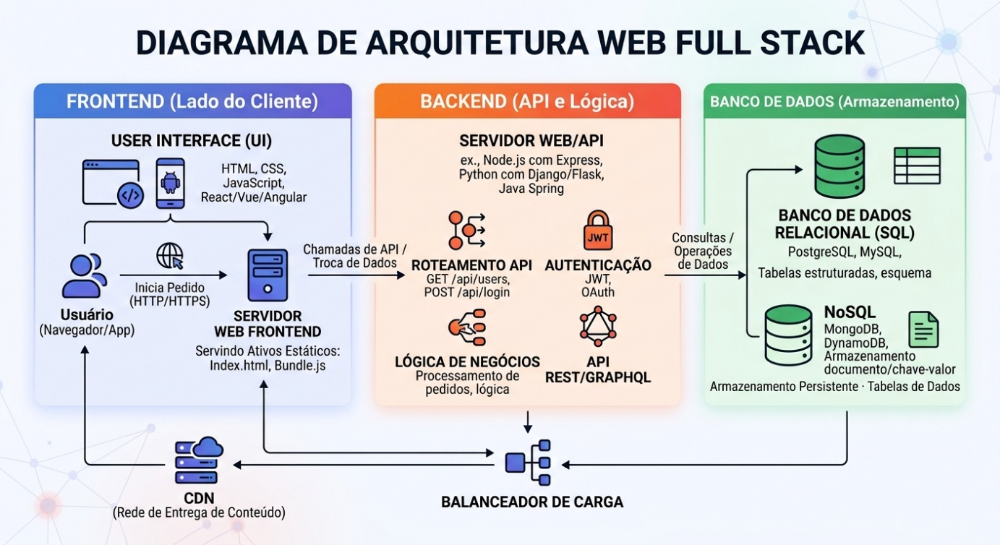 DIAGRAMA DE ARQUITETURA WEB FULL STACK
FRONTEND (Lado do Cliente)
USER INTERFACE (UI)
HTML, CSS,
JavaScript,
React/Vue/Angular
</>
Inicia Pedido
(HTTP/HTTPS)
Usuário
(Navegador/App)
SERVIDOR
WEB FRONTEND
Servindo Ativos Estáticos:
Index.html, Bundle.js
Chamadas de API /
Troca de Dados
BACKEND (API e Lógica)
SERVIDOR WEB/API
ex., Node.js com Express,
Python com Django/Flask,
Java Spring
ROTEAMENTO API
GET /api/users,
POST /api/login
JWT
AUTENTICAÇÃO
JWT,
OAuth
LÓGICA DE NEGÓCIOS
Processamento de
pedidos, lógica
API
REST/GRAPHQL
Consultas /
Operações
de Dados
BANCO DE DADOS (Armazenamento)
BANCO DE DADOS
RELACIONAL (SQL)
PostgreSQL, MySQL,
Tabelas estruturadas, esquema
NoSQL
MongoDB,
DynamoDB,
Armazenamento
documento/chave-valor
Armazenamento Persistente · Tabelas de Dados
CDN
(Rede de Entrega de Conteúdo)
BALANCEADOR DE CARGA